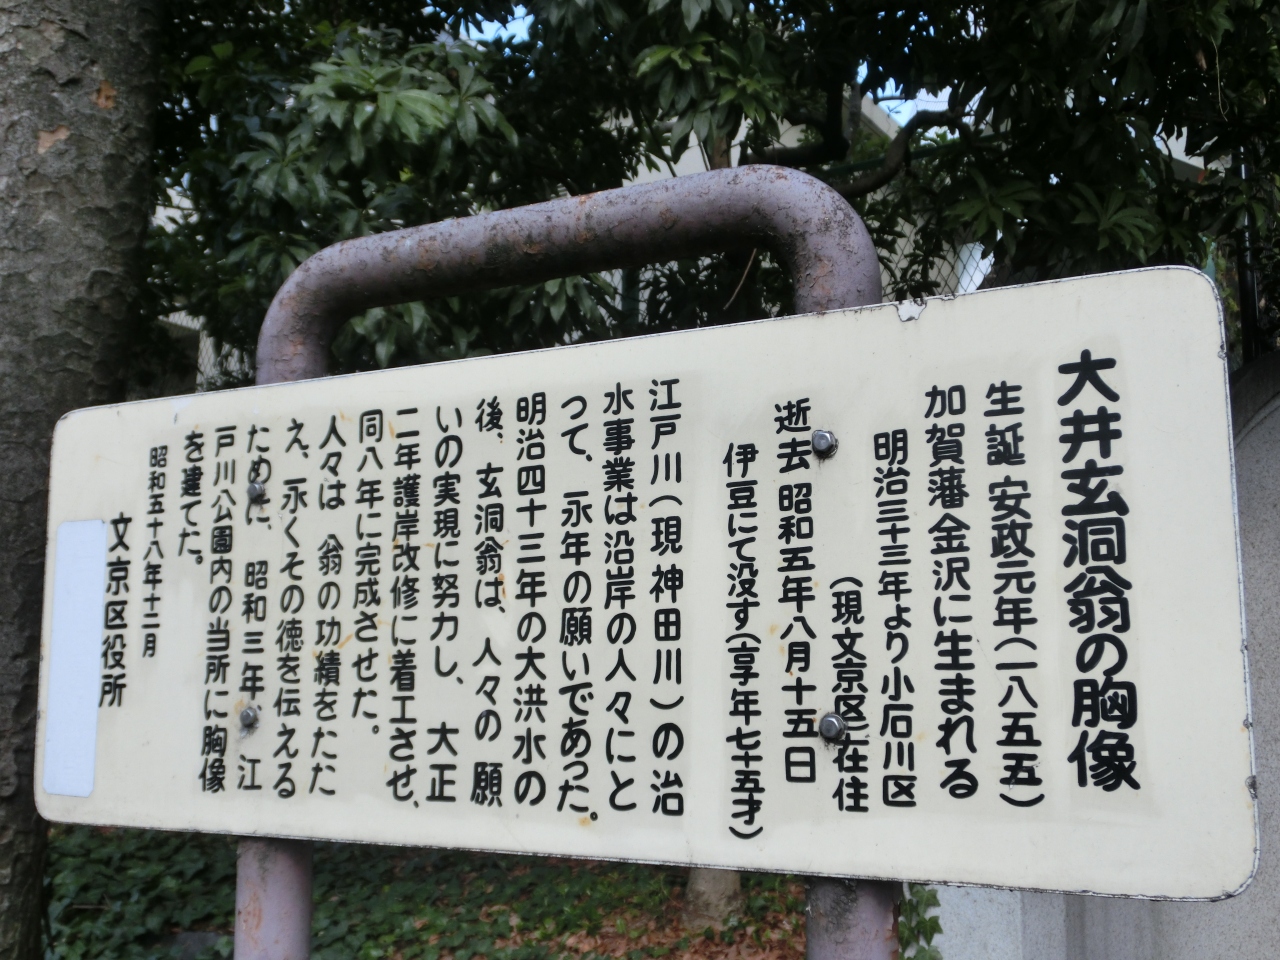 大井玄洞翁の胸像
生誕 安政元年(一八五五)
加賀藩金沢に生まれる
明治三十三年より小石川区
(現文京区)在住
逝去 昭和五年八月十五日
伊豆にて没す(享年七十五才)
江戸川(現神田川)の治
水事業は沿岸の人々にと
つて、永年の願いであった。
明治四十三年の大洪水の
後、玄洞翁は、人々の願
いの実現に努力し、大正
二年護岸改修に着工させ、
同八年に完成させた。
人々は 翁の功績をたた
え、永くその徳を伝える
ために、昭和三年、江
戸川公園内の当所に胸像
を建てた。
昭和五十八年十二月
文京区役所